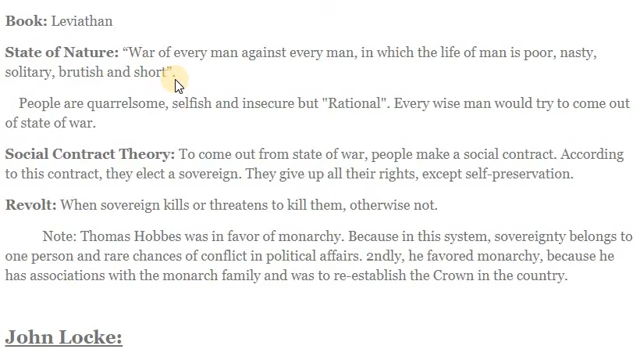 Book: Leviathan
State of Nature: “War of every man against every man, in which the life of man is poor, nasty,
solitary, brutish and short”.
People are quarrelsome, selfish and insecure but "Rational". Every wise man would try to come out
of state of war.
Social Contract Theory: To come out from state of war, people make a social contract. According
to this contract, they elect a sovereign. They give up all their rights, except self-preservation.
Revolt: When sovereign kills or threatens to kill them, otherwise not.
Note: Thomas Hobbes was in favor of monarchy. Because in this system, sovereignty belongs to
one person and rare chances of conflict in political affairs. 2ndly, he favored monarchy, because he
has associations with the monarch family and was to re-establish the Crown in the country.
John Locke: